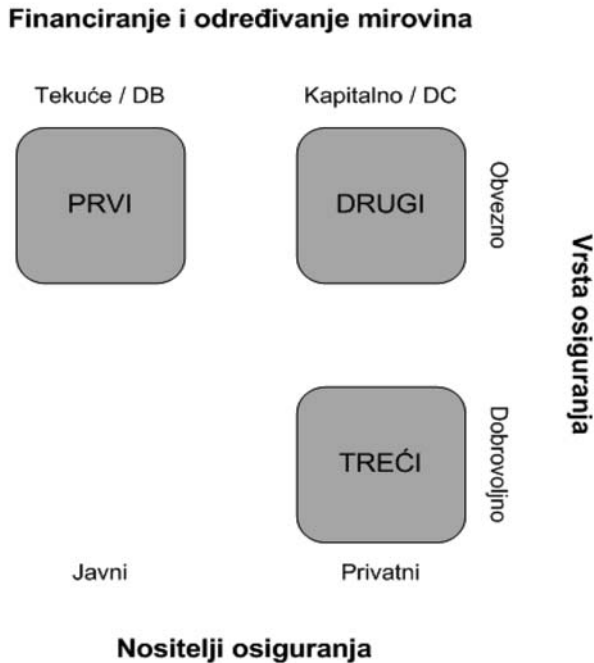 Financiranje i određivanje mirovina
Tekuće / DB
Kapitalno / DC
PRVI
DRUGI
Obvezno
Vrsta osiguranja
TREĆI
Dobrovoljno
Javni
Privatni
Nositelji osiguranja